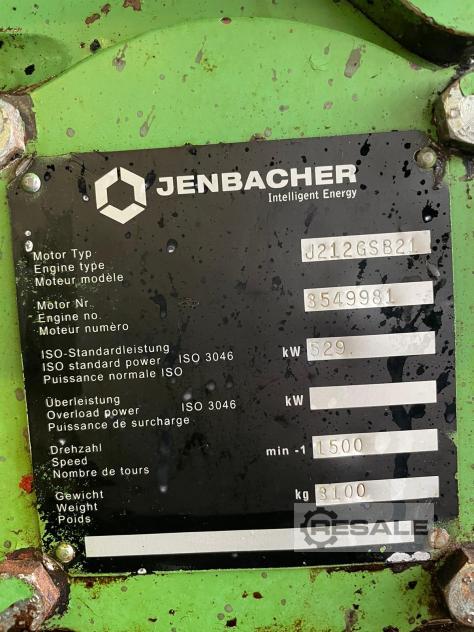 JENBACHER
Intelligent Energy
Motor Typ
Engine type J212GSB21
Moteur modèle
Motor Nr.
Engine no. 3549981
Moteur numèro
ISO-Standardleistung
ISO standard power ISO 3046 kW 529.
Puissance normale ISO
Überleistung
Overload power ISO 3046 kW
Puissance de surcharge
Drehzahl
Speed min -1 1500
Nombre de tours
Gewicht
Weight kg 3100
Poids
RESALE